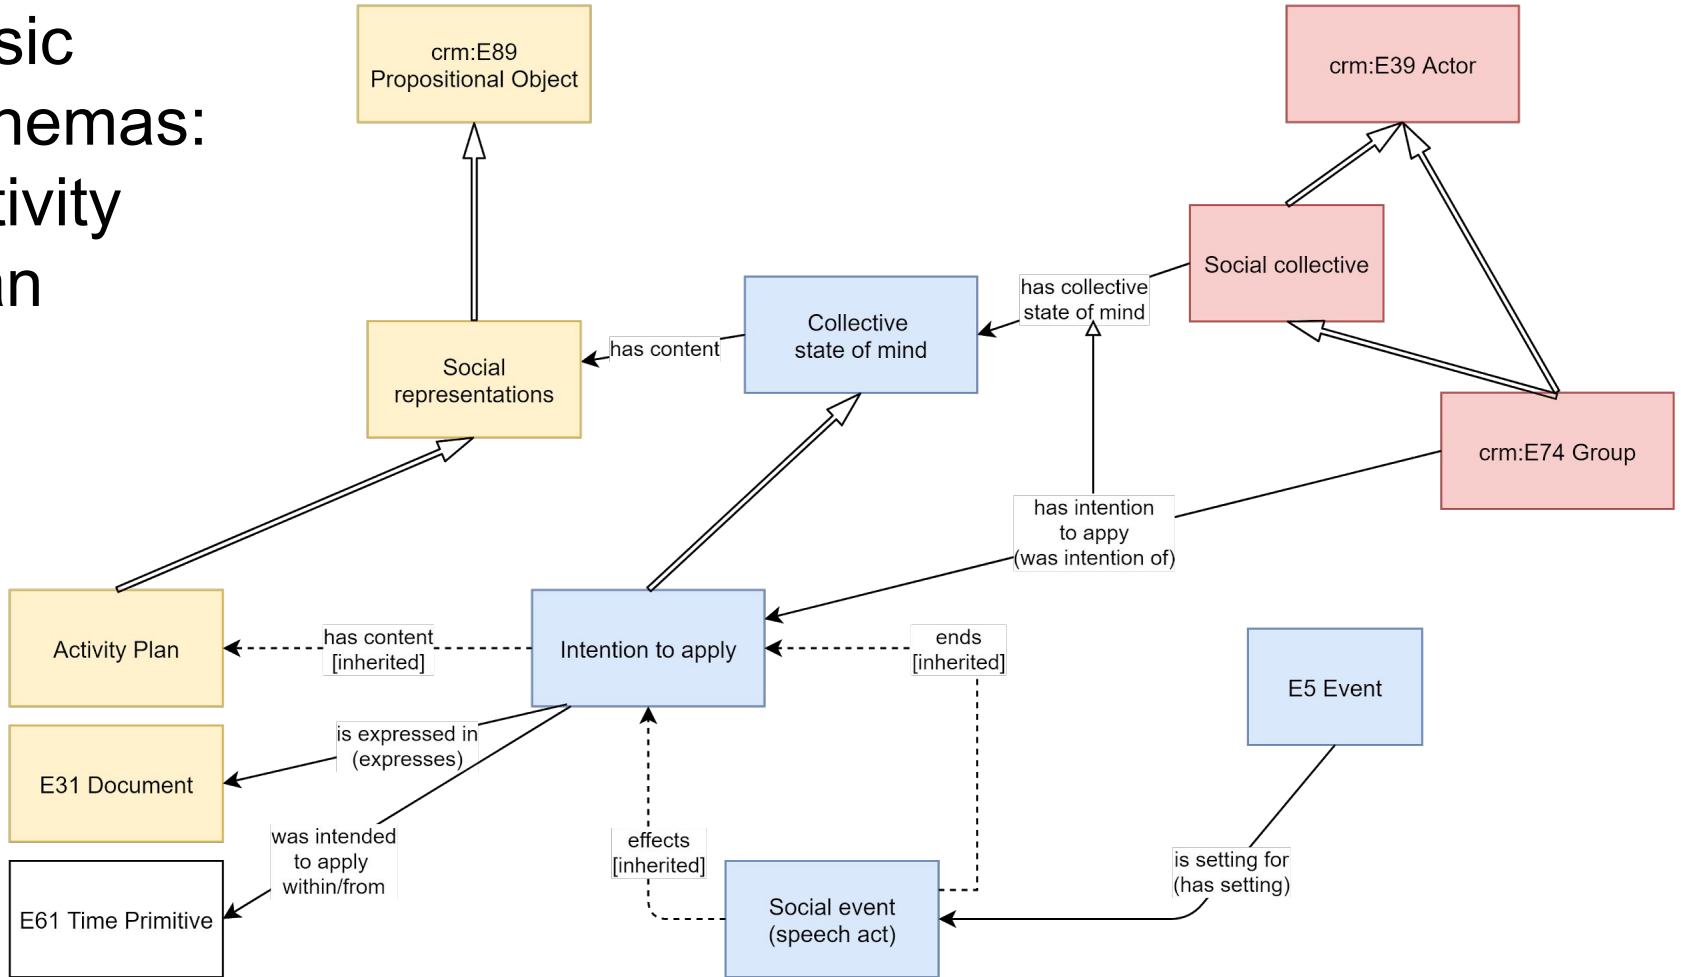 sic
nemas:
tivity
an
crm:E89
Propositional Object
crm:E39 Actor
Social collective
has collective
state of mind
Collective
state of mind
has content
Social
representations
crm:E74 Group
has intention
to appy
(was intention of)
Activity Plan
has content
[inherited]
Intention to apply
ends
[inherited]
E5 Event
is expressed in
(expresses)
E31 Document
was intended
to apply
within/from
effects
[inherited]
is setting for
(has setting)
E61 Time Primitive
Social event
(speech act)